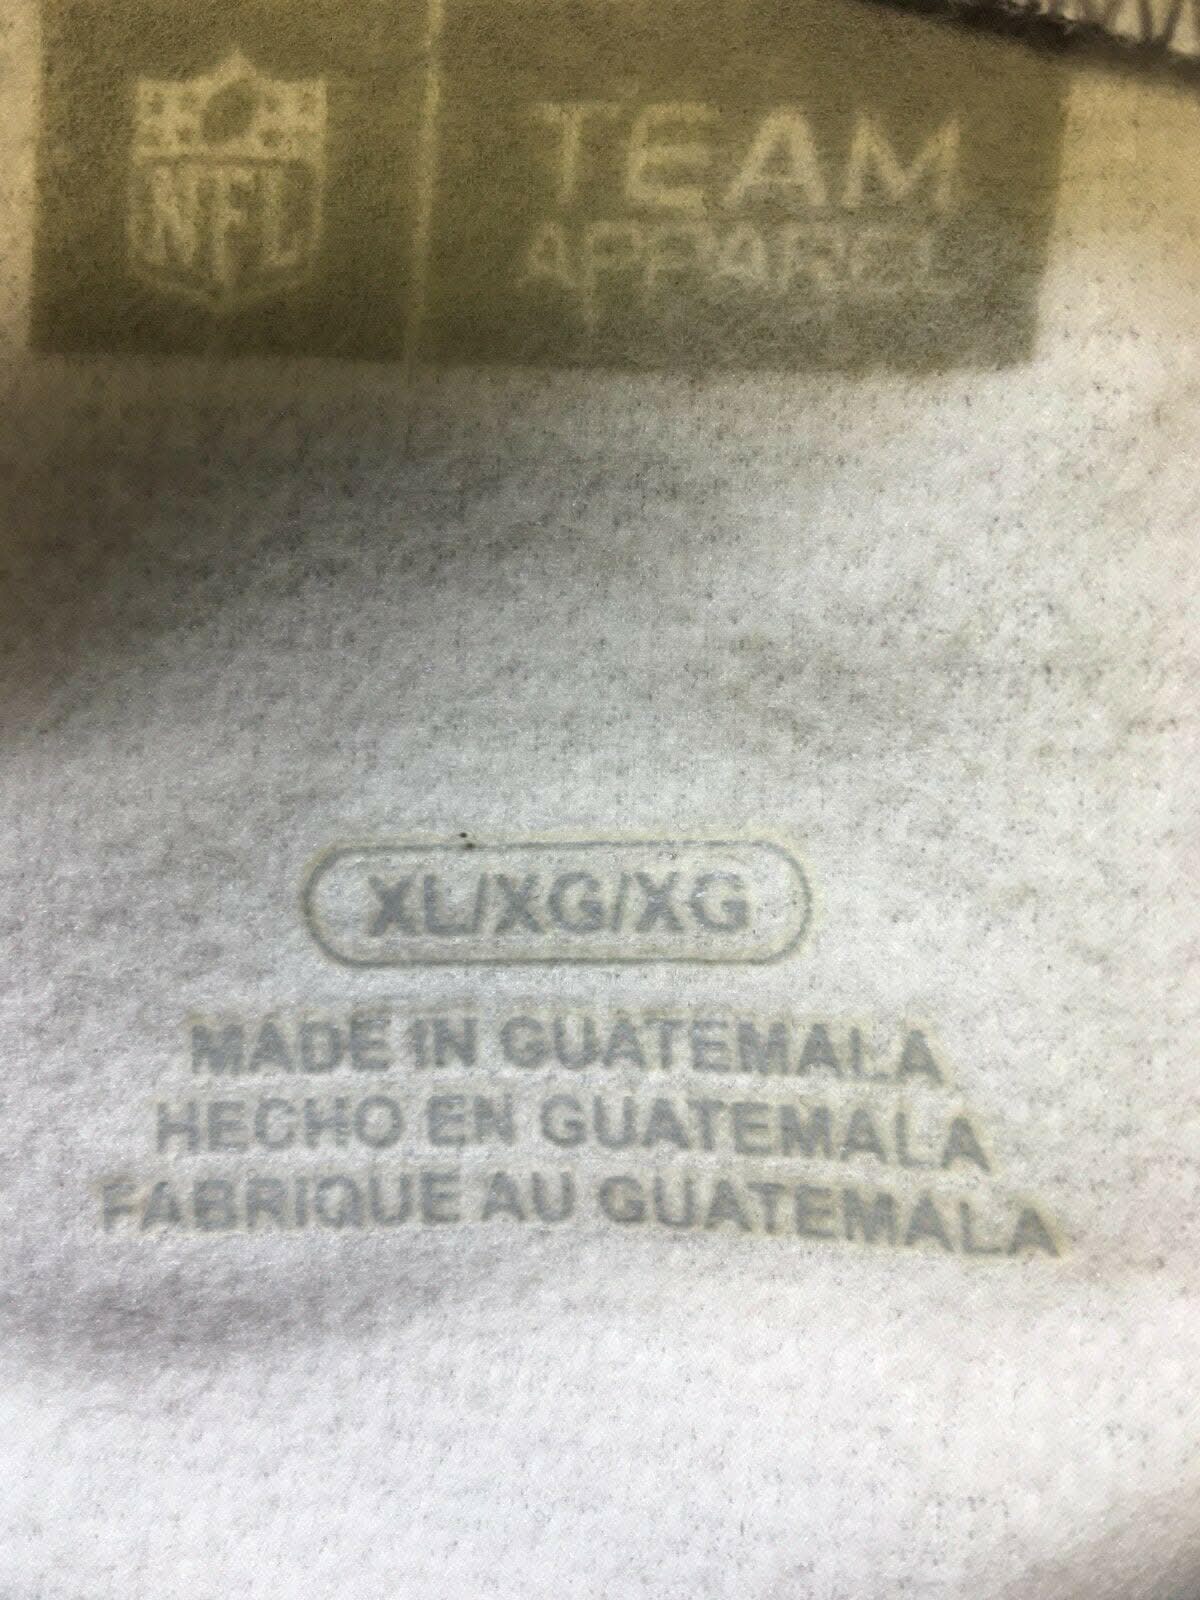 NFL
TEAM
APPAREL
XL/XG/XG
MADE IN GUATEMALA
HECHO EN GUATEMALA
FABRIQUE AU GUATEMALA